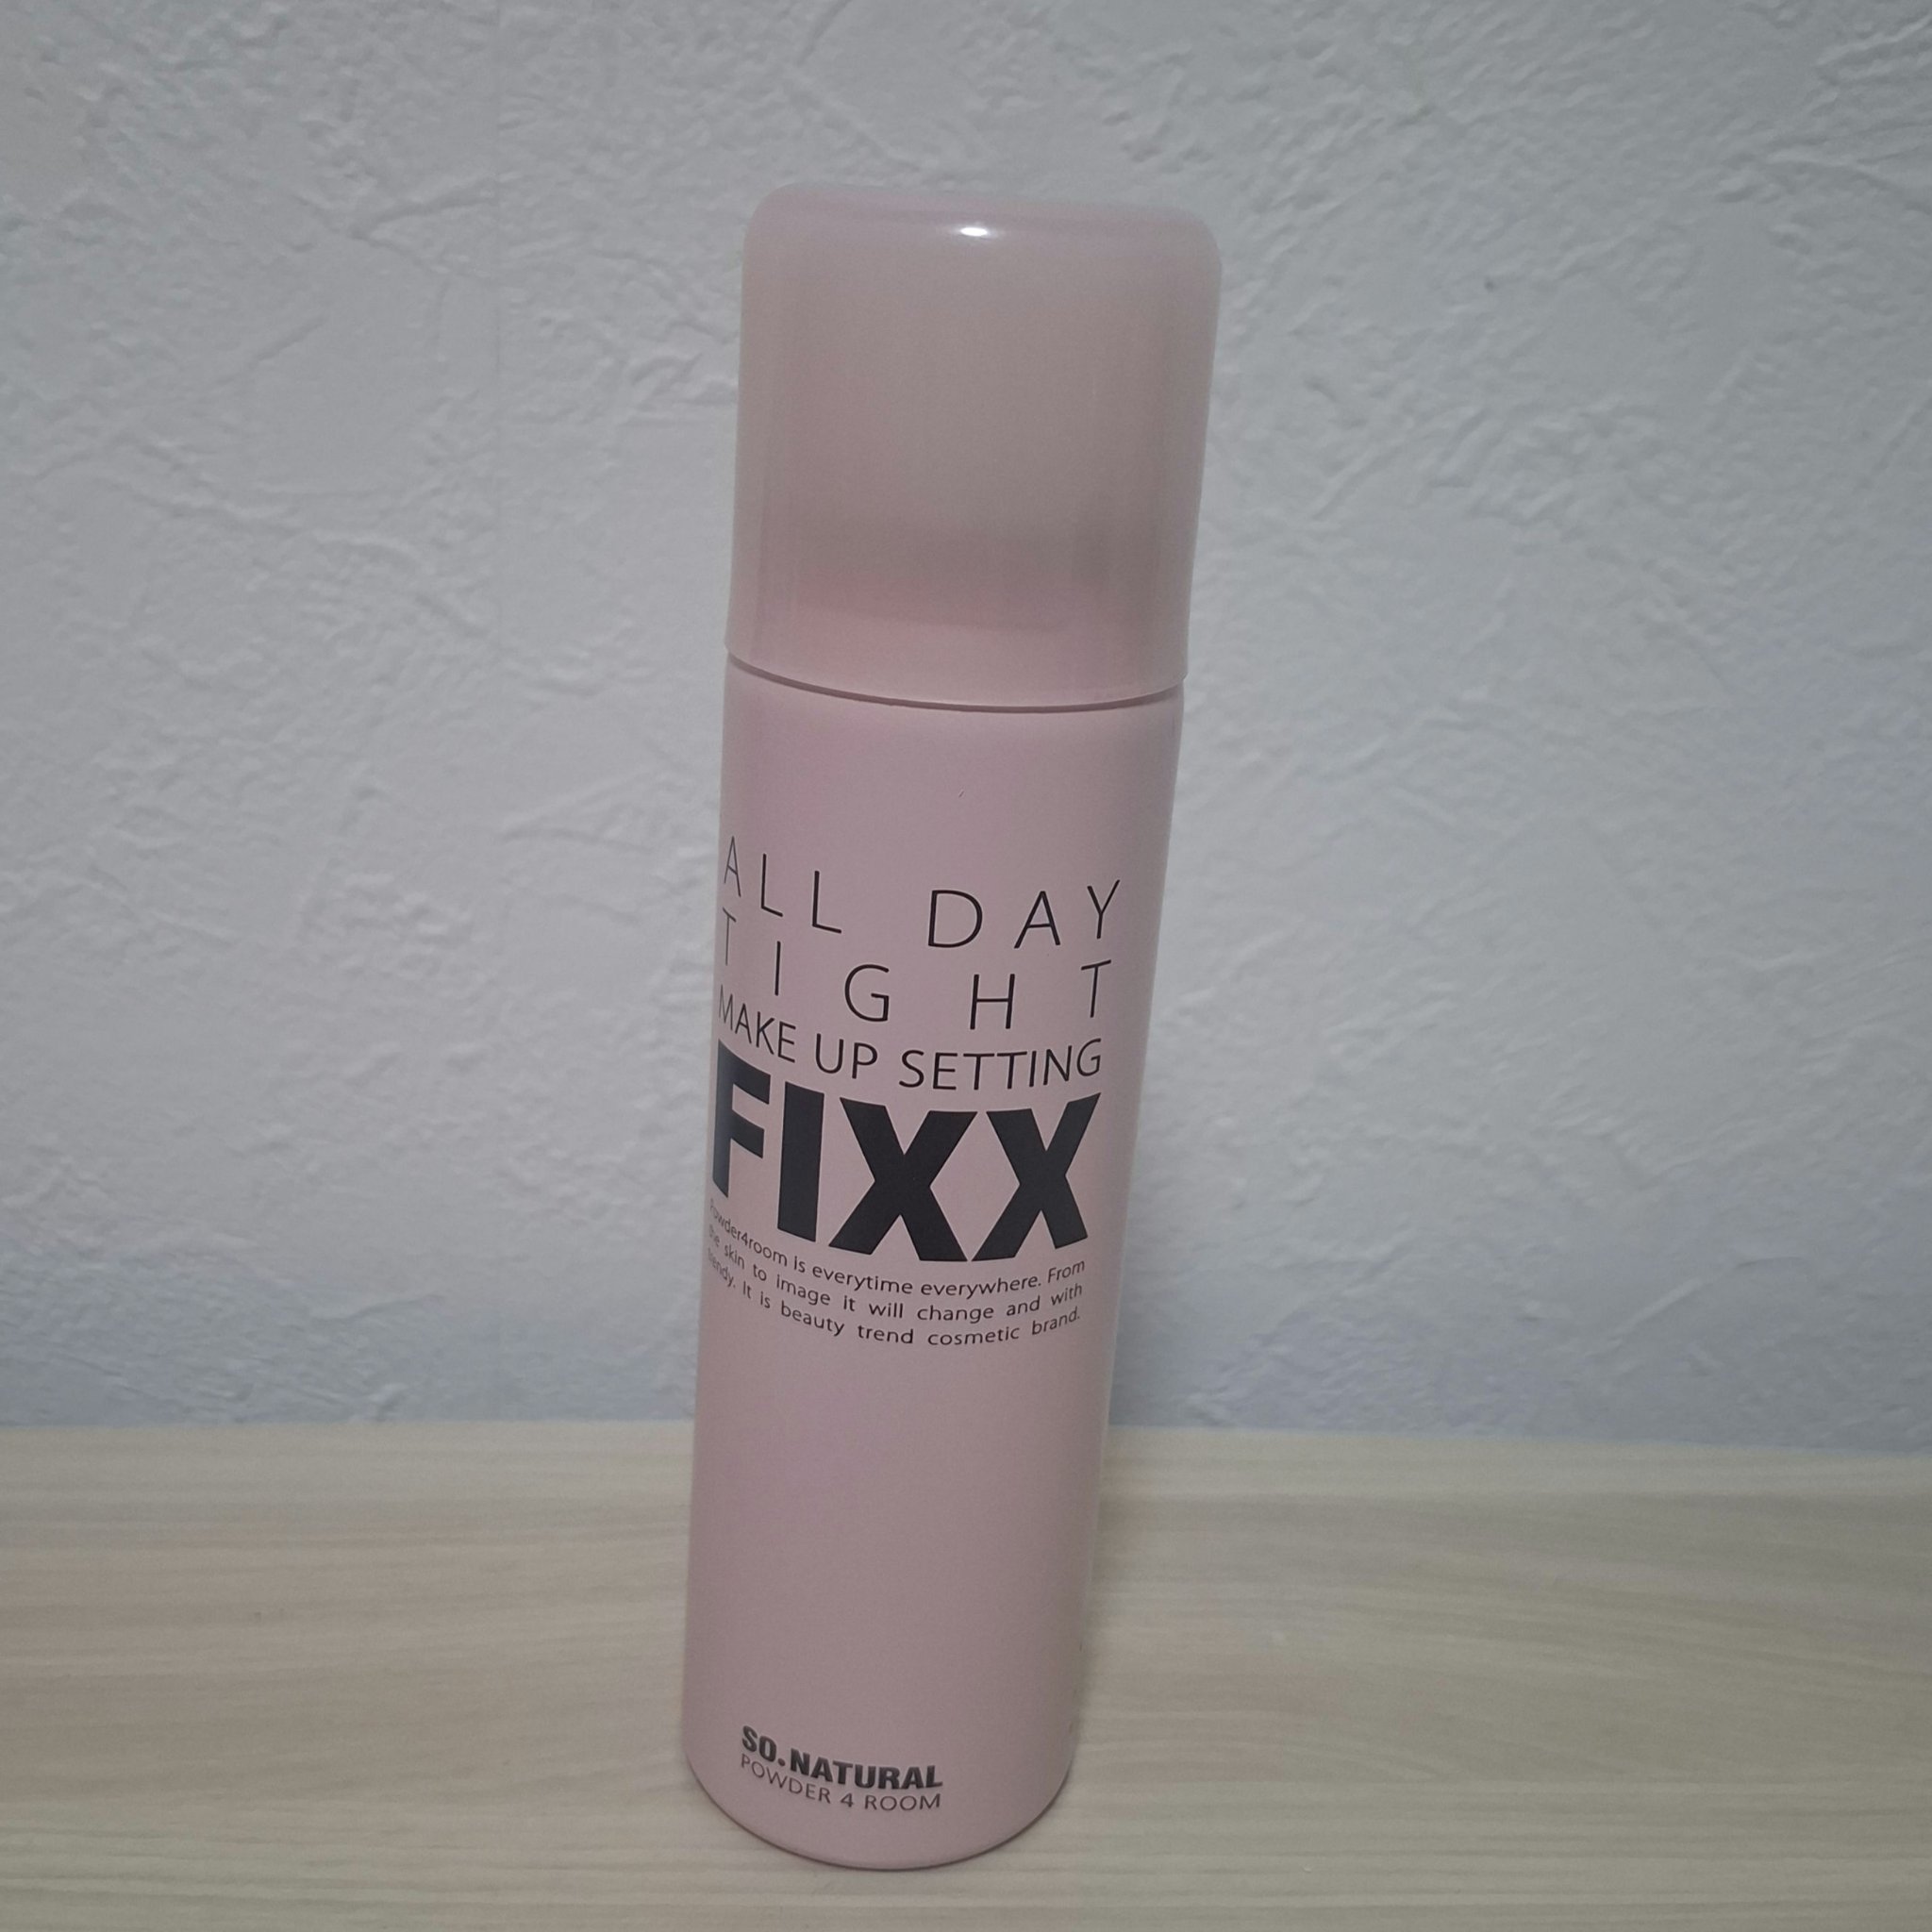 ALL DAY
TIGHT
MAKE UP SETTING
FIXX
Powder4room is everytime everywhere. From
the skin to image it will change and with
trendy. It is beauty trend cosmetic brand.
SO.NATURAL
POWDER 4 ROOM